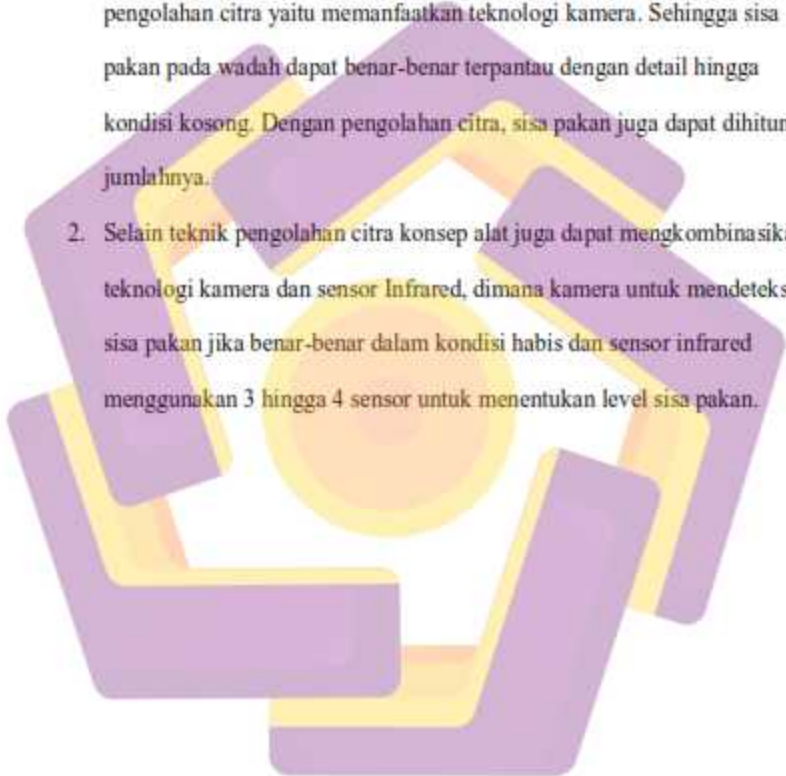 pengolahan citra yaitu memanfaatkan teknologi kamera. Sehingga sisa
pakan pada wadah dapat benar-benar terpantau dengan detail hingga
kondisi kosong. Dengan pengolahan citra, sisa pakan juga dapat dihitun
jumlahnya.
2. Selain teknik pengolahan citra konsep alat juga dapat mengkombinasika
teknologi kamera dan sensor Infrared, dimana kamera untuk mendeteks
sisa pakan jika benar-benar dalam kondisi habis dan sensor infrared
menggunakan 3 hingga 4 sensor untuk menentukan level sisa pakan.